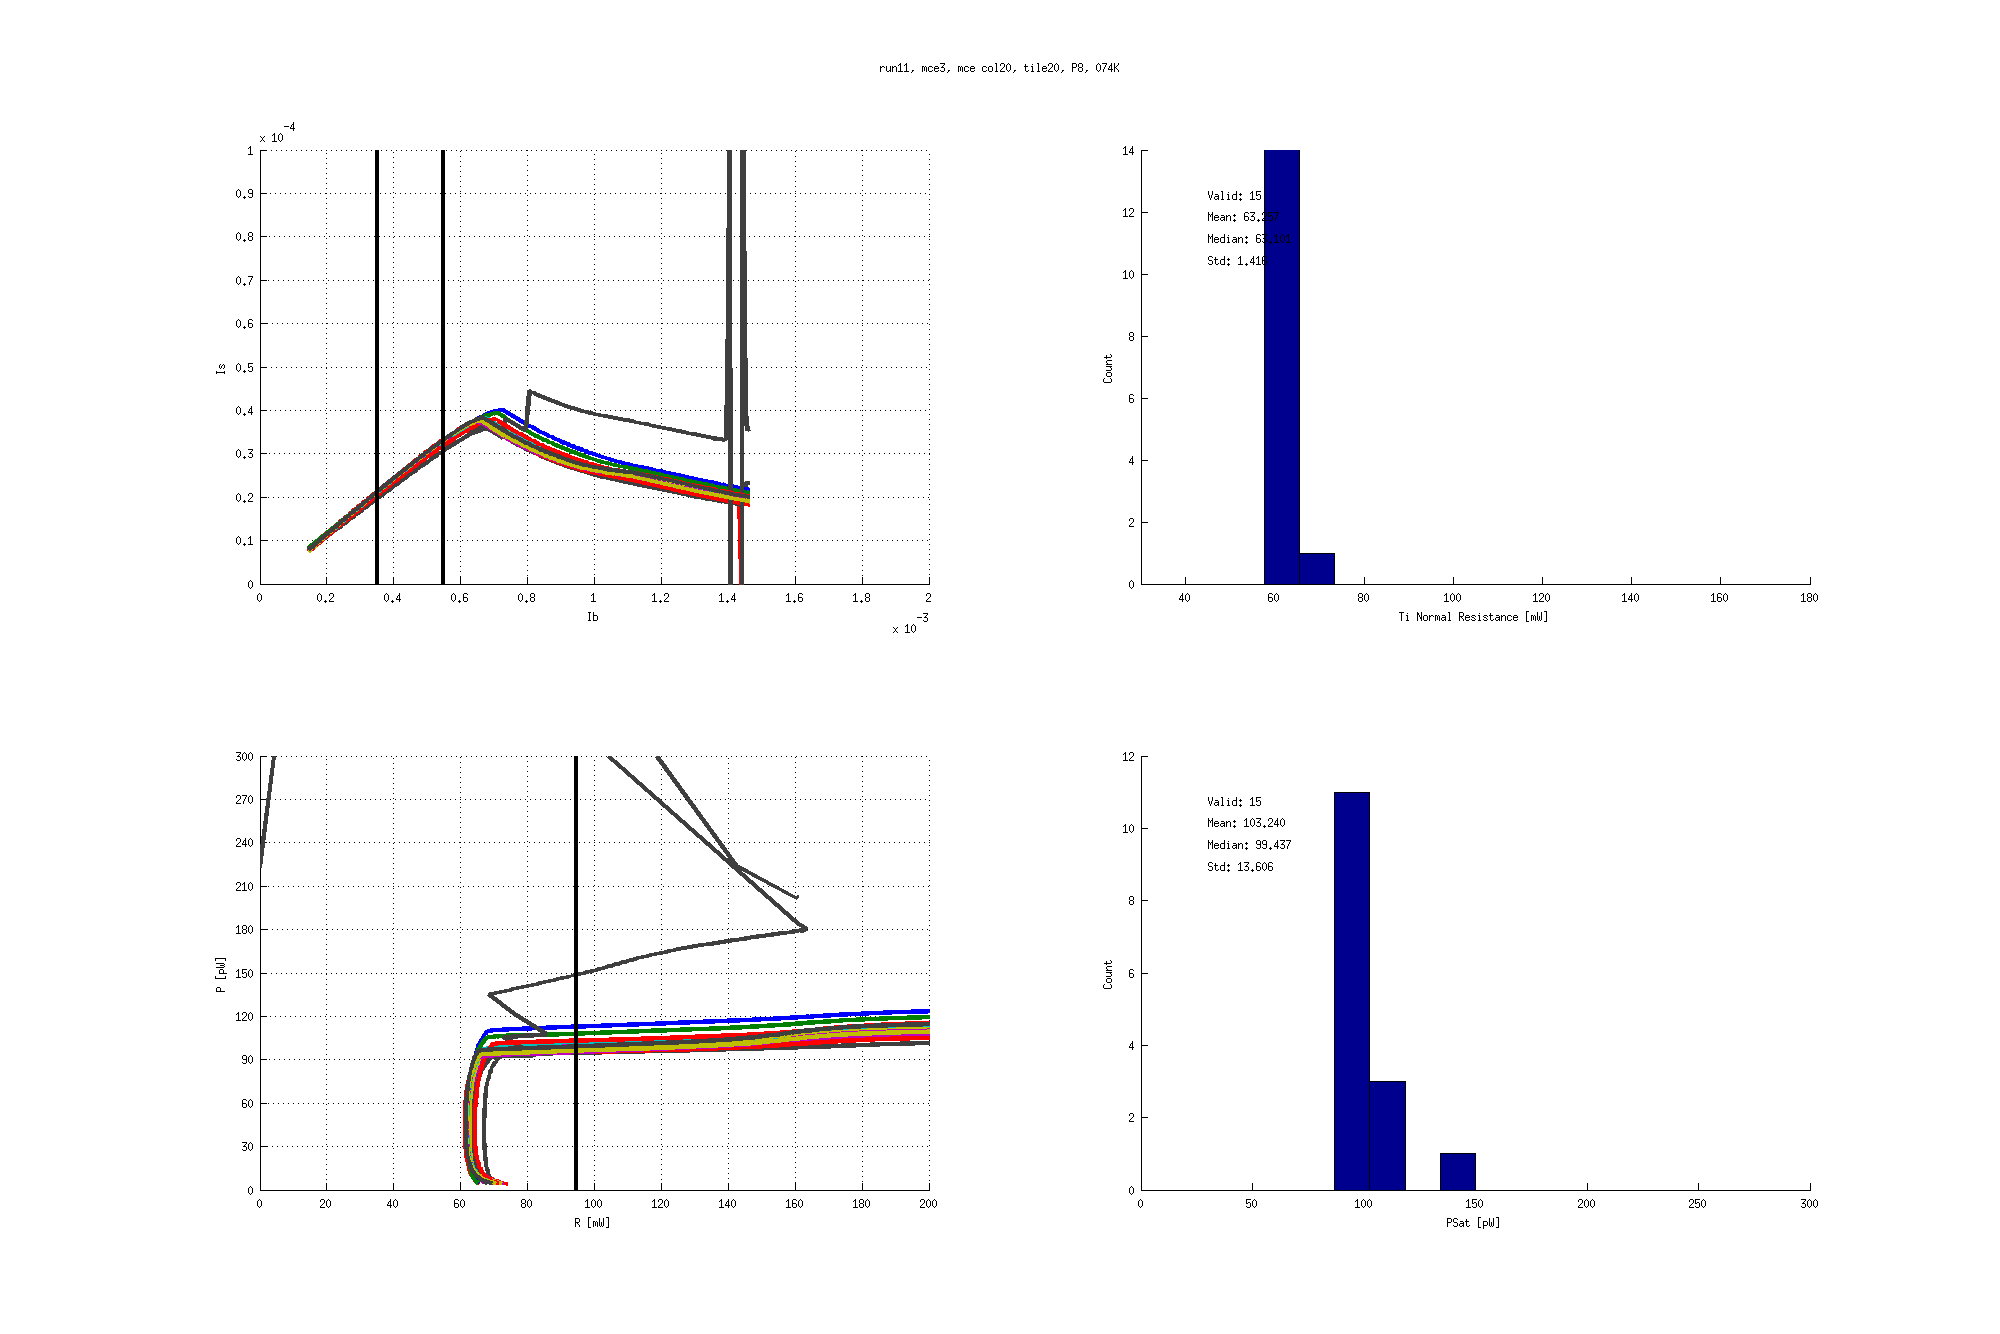 run11, mce3, mce col20, tile20, P8, 074K
x 10^-4
1
0.9
0.8
0.7
0.6
0.5
0.4
0.3
0.2
0.1
0
Is
0 0.2 0.4 0.6 0.8 1 1.2 1.4 1.6 1.8 2
Ib
x 10^-3
14
12
10
8
6
4
2
0
Count
Valid: 15
Mean: 63.257
Median: 63.101
Std: 1.416
40 60 80 100 120 140 160 180
Ti Normal Resistance [mW]
300
270
240
210
180
150
120
90
60
30
0
P [pW]
0 20 40 60 80 100 120 140 160 180 200
R [mW]
12
10
8
6
4
2
0
Count
Valid: 15
Mean: 103.240
Median: 99.437
Std: 13.606
0 50 100 150 200 250 300
PSat [pW]